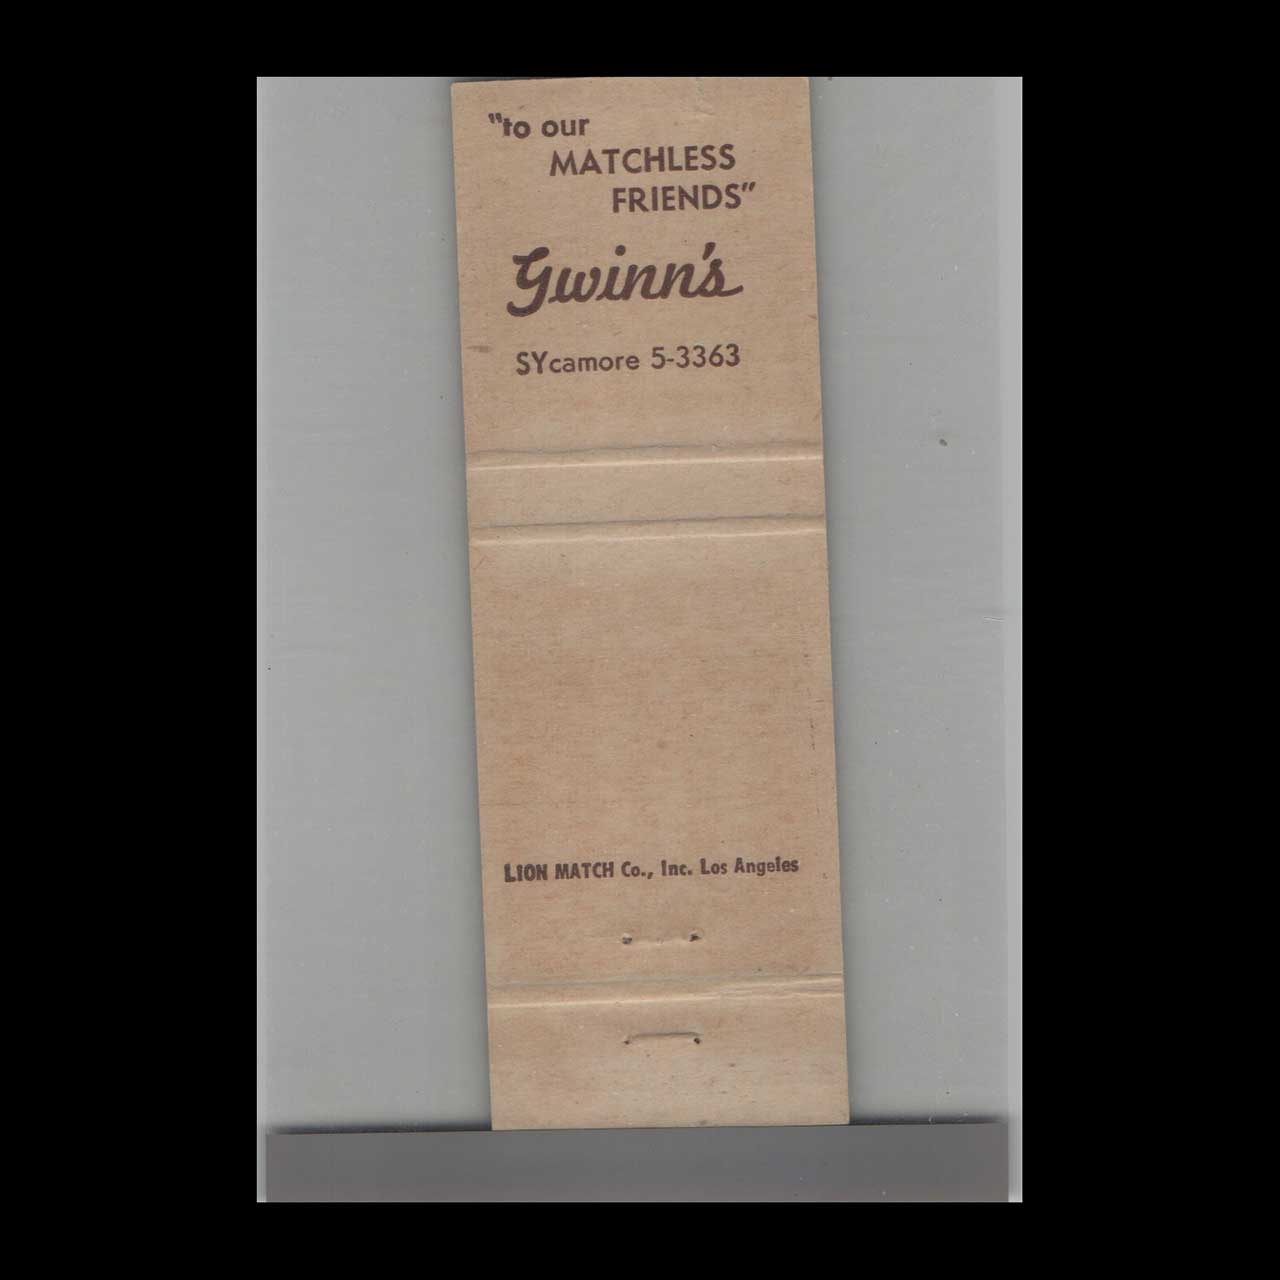 "to our
MATCHLESS
FRIENDS"
Gwinn's
SYcamore 5-3363
LION MATCH Co., Inc. Los Angeles